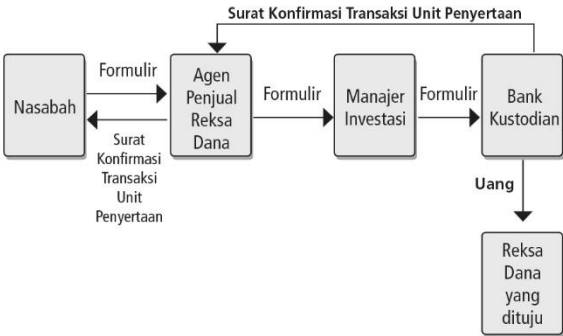 Surat Konfirmasi Transaksi Unit Penyertaan
Nasabah
Formulir
Surat
Konfirmasi
Transaksi
Unit
Penyertaan
Agen
Penjual
Reksa
Dana
Formulir
Manajer
Investasi
Formulir
Bank
Kustodian
Uang
Reksa
Dana
yang
dituju